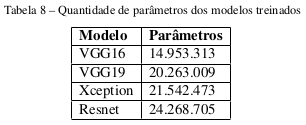 Tabela 8 – Quantidade de parâmetros dos modelos treinados
Modelo Parâmetros
VGG16 14.953.313
VGG19 20.263.009
Xception 21.542.473
Resnet 24.268.705